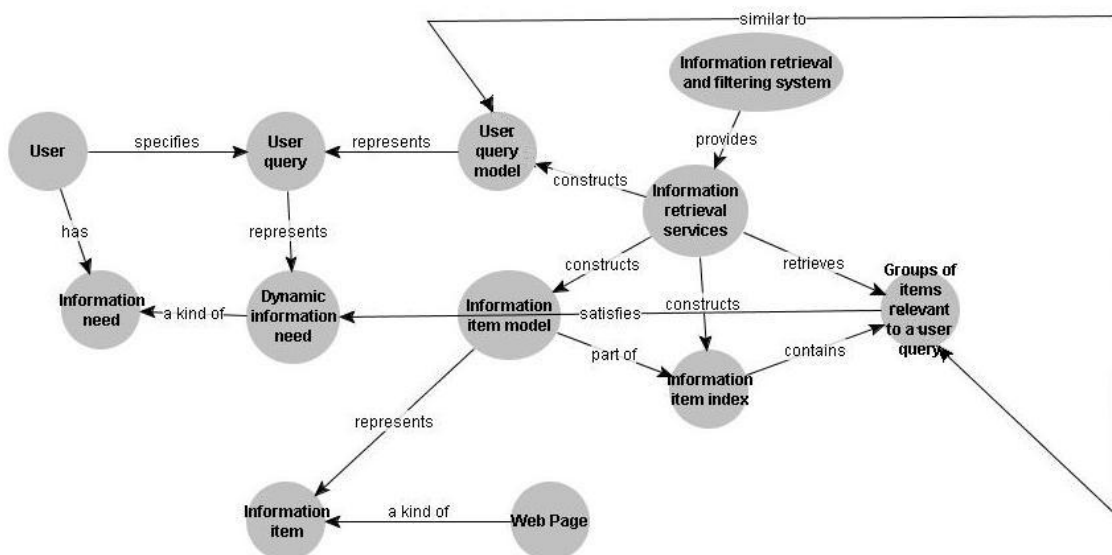 similar to
Information retrieval
and filtering system
provides
User
specifies
User
query
represents
User
query
model
constructs
Information
retrieval
services
has
represents
constructs
retrieves
Groups of
items
relevant
to a user
query
Information
need
a kind of
Dynamic
information
need
Information
item model
satisfies
constructs
part of
contains
Information
item index
represents
Information
item
a kind of
Web Page